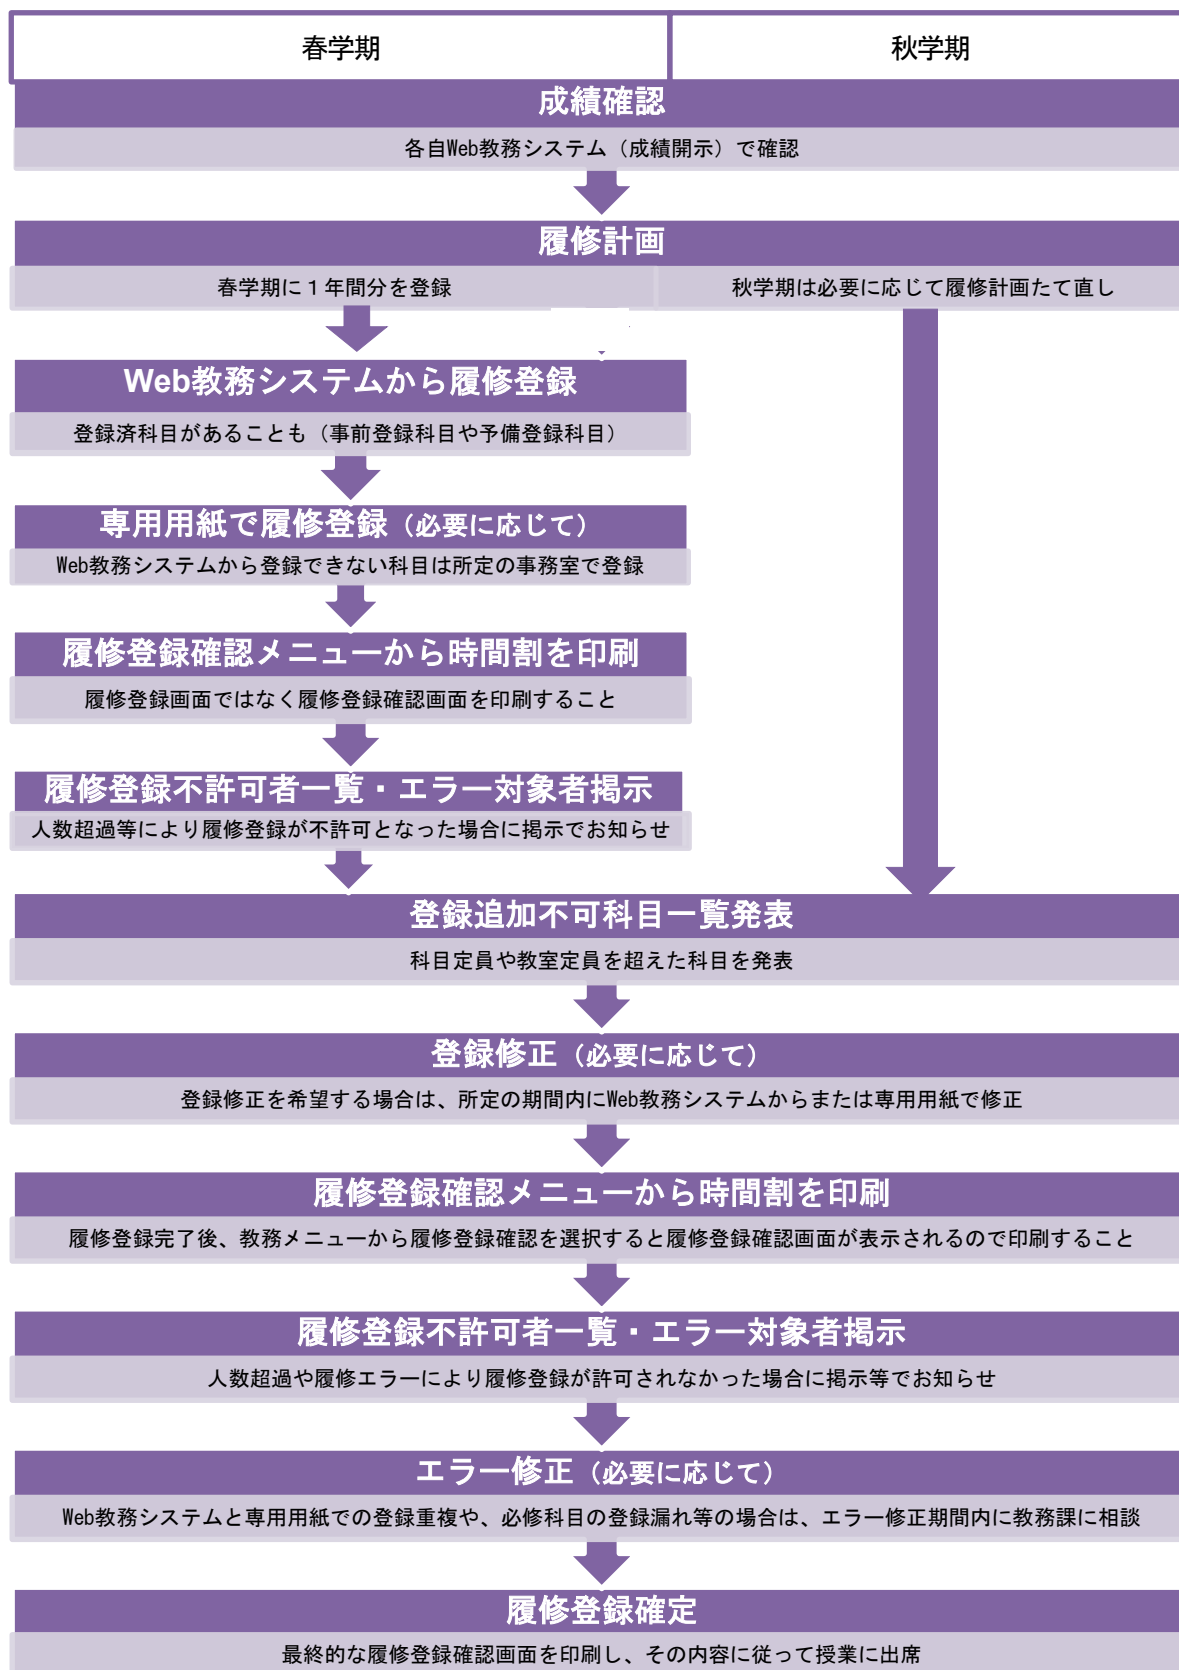 春学期
秋学期
成績確認
各自Web教務システム（成績開示）で確認
履修計画
春学期に１年間分を登録
秋学期は必要に応じて履修計画たて直し
Web教務システムから履修登録
登録済科目があることも（事前登録科目や予備登録科目）
専用用紙で履修登録（必要に応じて）
Web教務システムから登録できない科目は所定の事務室で登録
履修登録確認メニューから時間割を印刷
履修登録画面ではなく履修登録確認画面を印刷すること
履修登録不許可者一覧・エラー対象者掲示
人数超過等により履修登録が不許可となった場合に掲示でお知らせ
登録追加不可科目一覧発表
科目定員や教室定員を超えた科目を発表
登録修正（必要に応じて）
登録修正を希望する場合は、所定の期間内にWeb教務システムからまたは専用用紙で修正
履修登録確認メニューから時間割を印刷
履修登録完了後、教務メニューから履修登録確認を選択すると履修登録確認画面が表示されるので印刷すること
履修登録不許可者一覧・エラー対象者掲示
人数超過や履修エラーにより履修登録が許可されなかった場合に掲示等でお知らせ
エラー修正（必要に応じて）
Web教務システムと専用用紙での登録重複や、必修科目の登録漏れ等の場合は、エラー修正期間内に教務課に相談
履修登録確定
最終的な履修登録確認画面を印刷し、その内容に従って授業に出席